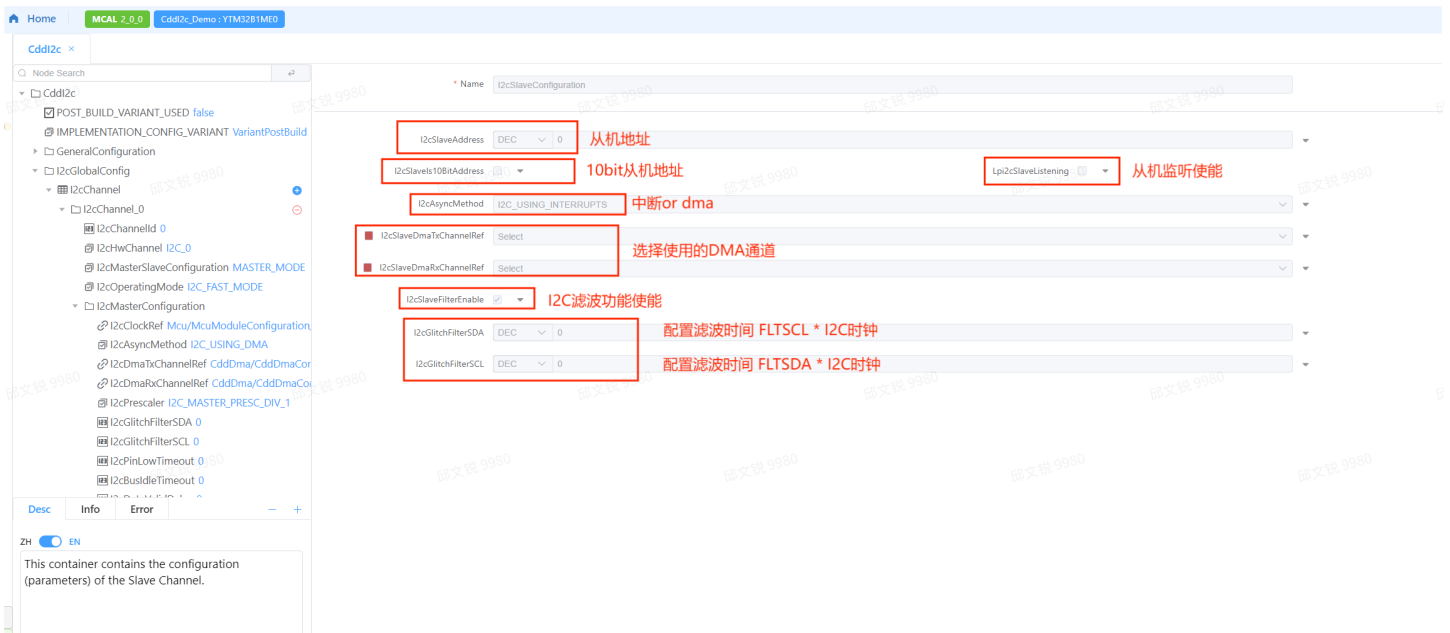 Home
MCAL 2_0_0
CddI2c_Demo : YTM32B1ME0
CddI2c ×
Node Search
CddI2c
POST_BUILD_VARIANT_USED false
IMPLEMENTATION_CONFIG_VARIANT VariantPostBuild
GeneralConfiguration
I2cGlobalConfig
I2cChannel
I2cChannel_0
I2cChannelId 0
I2cHwChannel I2C_0
I2cMasterSlaveConfiguration MASTER_MODE
I2cOperatingMode I2C_FAST_MODE
I2cMasterConfiguration
I2cClockRef Mcu/McuModuleConfiguration
I2cAsyncMethod I2C_USING_DMA
I2cDmaTxChannelRef CddDma/CddDmaCor
I2cDmaRxChannelRef CddDma/CddDmaCo
I2cPrescaler I2C_MASTER_PRESC_DIV_1
I2cGlitchFilterSDA 0
I2cGlitchFilterSCL 0
I2cPinLowTimeout 0
I2cBusIdleTimeout 0
Desc Info Error
ZH EN
This container contains the configuration
(parameters) of the Slave Channel.
* Name I2cSlaveConfiguration
I2cSlaveAddress DEC 0 从机地址
I2cSlaveIs10BitAddress 10bit从机地址
Lpi2cSlaveListening 从机监听使能
I2cAsyncMethod I2C_USING_INTERRUPTS 中断or dma
I2cSlaveDmaTxChannelRef Select
选择使用的DMA通道
I2cSlaveDmaRxChannelRef Select
I2cSlaveFilterEnable I2C滤波功能使能
I2cGlitchFilterSDA DEC 0 配置滤波时间 FLTSCL * I2C时钟
I2cGlitchFilterSCL DEC 0 配置滤波时间 FLTSDA * I2C时钟
邱文锐 9980